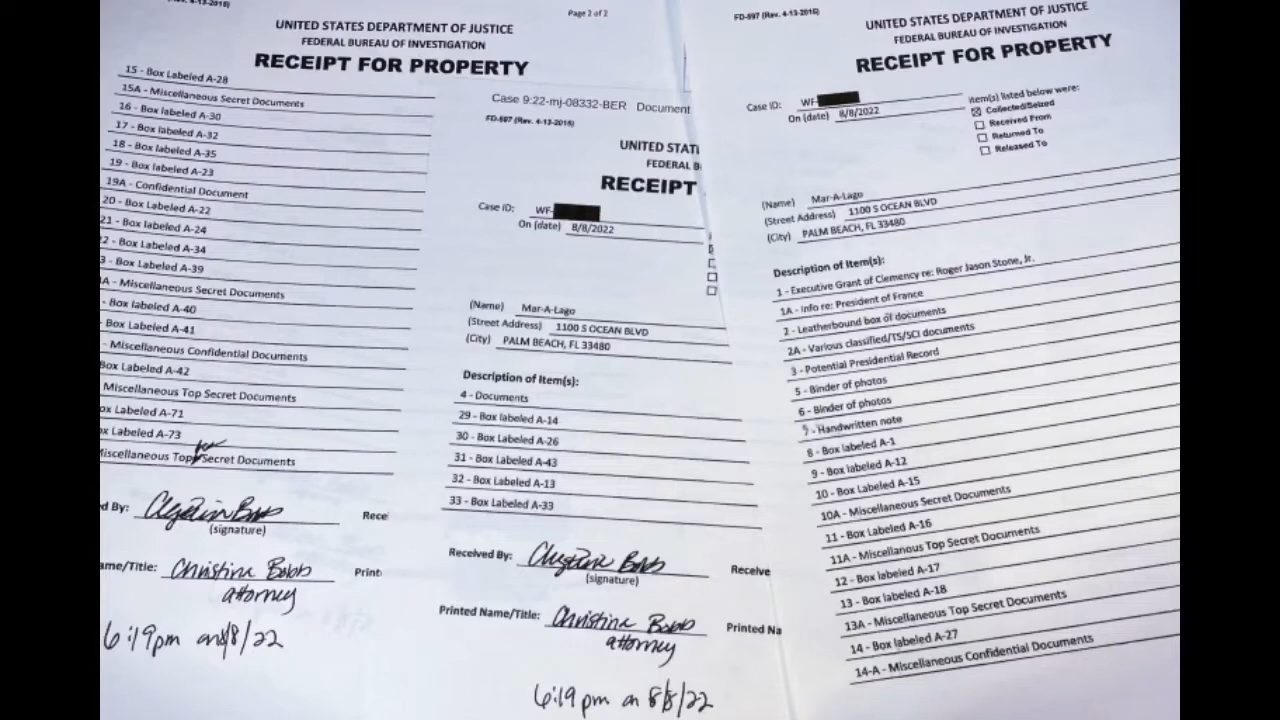 Page 2 of 2
UNITED STATES DEPARTMENT OF JUSTICE
FEDERAL BUREAU OF INVESTIGATION
RECEIPT FOR PROPERTY
15 - Box Labeled A-28
15A - Miscellaneous Secret Documents
16 - Box labeled A-30
17 - Box labeled A-32
18 - Box labeled A-35
19 - Box labeled A-23
19A - Confidential Document
20 - Box Labeled A-22
21 - Box Labeled A-24
2 - Box Labeled A-34
3 - Box Labeled A-39
A - Miscellaneous Secret Documents
- Box labeled A-40
Box labeled A-41
- Miscellaneous Confidential Documents
Box Labeled A-42
Miscellaneous Top Secret Documents
ox Labeled A-71
ox Labeled A-73
Miscellaneous Top Secret Documents
d By:
Rece
(signature)
ame/Title: Christina Bobb
Print
attorney
6:19pm on 8/8/22
Case 9:22-mj-08332-BER Document
FD-597 (Rev. 4-13-2016)
UNITED STAT
FEDERAL B
RECEIPT
Case ID: WF-
On (date) 8/8/2022
(Name) Mar-A-Lago
(Street Address) 1100 S OCEAN BLVD
(City) PALM BEACH, FL 33480
Description of Item(s):
4 - Documents
29 - Box labeled A-14
30 - Box Labeled A-26
31 - Box Labeled A-43
32 - Box Labeled A-13
33 - Box Labeled A-33
Received By:
Receive
(signature)
Printed Name/Title: Christina Bobb
Printed Na
attorney
6:19 pm on 8/8/22
FD-597 (Rev. 4-13-2016)
UNITED STATES DEPARTMENT OF JUSTICE
FEDERAL BUREAU OF INVESTIGATION
RECEIPT FOR PROPERTY
Case ID: WF-
On (date) 8/8/2022
item(s) listed below were:
Collected/Seized
Received From
Returned To
Released To
(Name) Mar-A-Lago
(Street Address) 1100 S OCEAN BLVD
(City) PALM BEACH, FL 33480
Description of Item(s):
1 - Executive Grant of Clemency re: Roger Jason Stone, Jr.
1A - Info re: President of France
2 - Leatherbound box of documents
2A - Various classified/TS/SCI documents
3 - Potential Presidential Record
5 - Binder of photos
6 - Binder of photos
7 - Handwritten note
8 - Box labeled A-1
9 - Box labeled A-12
10 - Box Labeled A-15
10A - Miscellaneous Secret Documents
11 - Box Labeled A-16
11A - Miscellanous Top Secret Documents
12 - Box labeled A-17
13 - Box labeled A-18
13A - Miscellaneous Top Secret Documents
14 - Box labeled A-27
14-A - Miscellaneous Confidential Documents